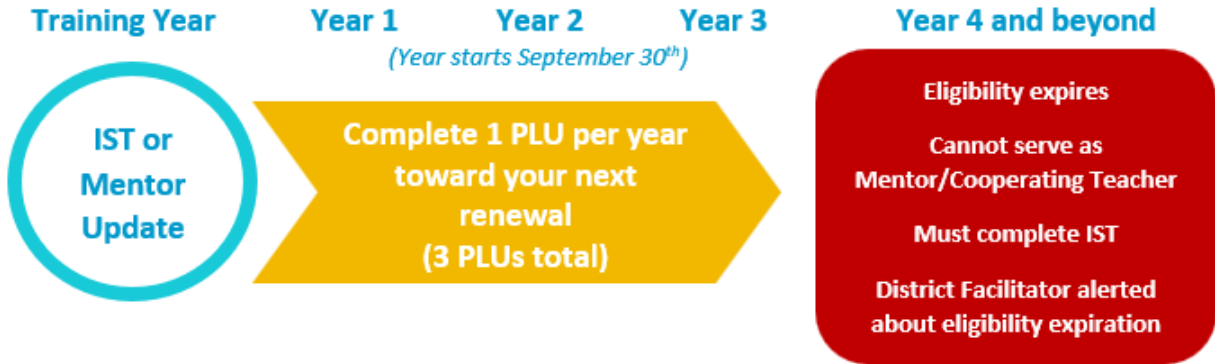 Training Year
Year 1
Year 2
Year 3
Year 4 and beyond
(Year starts September 30th)
IST or
Mentor
Update
Complete 1 PLU per year
toward your next
renewal
(3 PLUs total)
Eligibility expires
Cannot serve as
Mentor/Cooperating Teacher
Must complete IST
District Facilitator alerted
about eligibility expiration